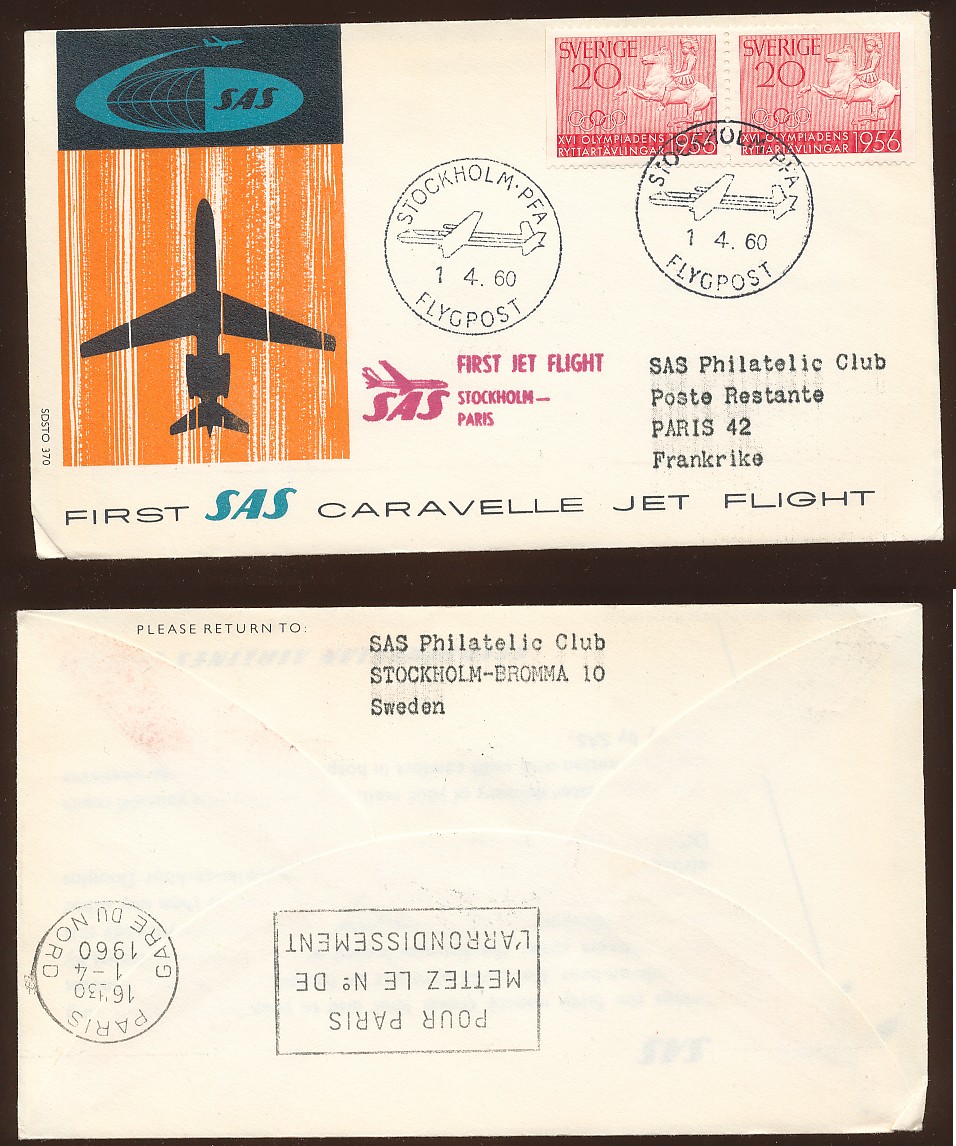 SAS
SVERIGE
20
XVI OLYMPIADENS
RYTTARTÄVLINGAR 1956
SVERIGE
20
XVI OLYMPIADENS
RYTTARTÄVLINGAR 1956
STOCKHOLM·PFA
1 4. 60
FLYGPOST
STOCKHOLM·PFA
1 4. 60
FLYGPOST
SAS
FIRST JET FLIGHT
STOCKHOLM—
PARIS
SAS Philatelic Club
Poste Restante
PARIS 42
Frankrike
SDSTO 370
FIRST SAS CARAVELLE JET FLIGHT
PLEASE RETURN TO:
SAS Philatelic Club
STOCKHOLM-BROMMA 10
Sweden
PARIS
16H30
1-4
1960
GARE DU NORD
POUR PARIS
METTEZ LE No DE
L'ARRONDISSEMENT
SAS